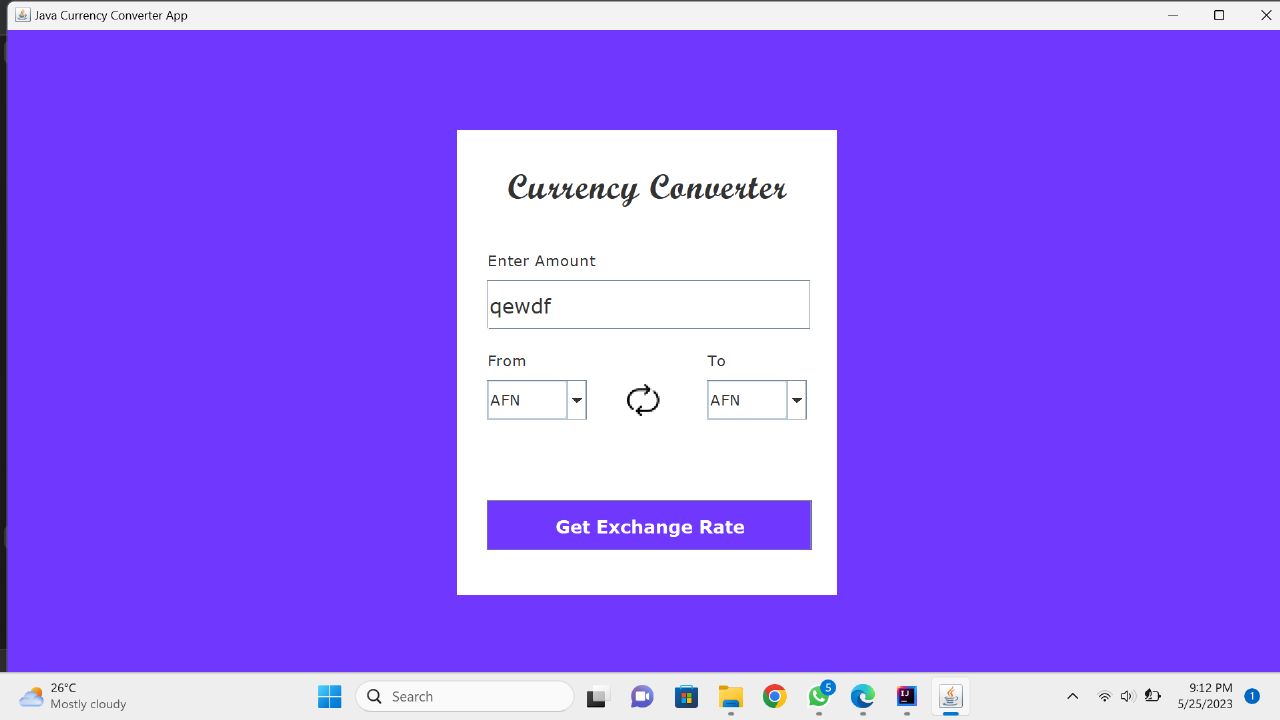 Java Currency Converter App
Currency Converter
Enter Amount
qewdf
From To
AFN AFN
Get Exchange Rate
26°C
Mostly cloudy
Search
5
9:12 PM
5/25/2023
1